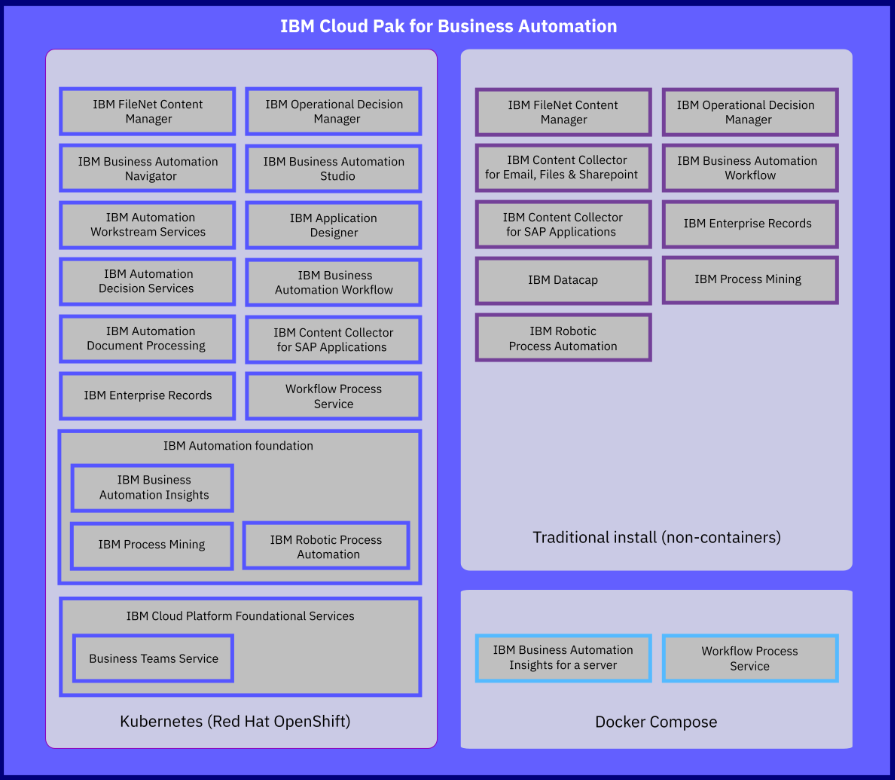 IBM Cloud Pak for Business Automation
IBM FileNet Content
Manager
IBM Operational Decision
Manager
IBM Business Automation
Navigator
IBM Business Automation
Studio
IBM Automation
Workstream Services
IBM Application
Designer
IBM Automation
Decision Services
IBM Business
Automation Workflow
IBM Automation
Document Processing
IBM Content Collector
for SAP Applications
IBM Enterprise Records
Workflow Process
Service
IBM Automation foundation
IBM Business
Automation Insights
IBM Process Mining
IBM Robotic Process
Automation
IBM Cloud Platform Foundational Services
Business Teams Service
Kubernetes (Red Hat OpenShift)
IBM FileNet Content
Manager
IBM Operational Decision
Manager
IBM Content Collector
for Email, Files & Sharepoint
IBM Business Automation
Workflow
IBM Content Collector
for SAP Applications
IBM Enterprise Records
IBM Datacap
IBM Process Mining
IBM Robotic
Process Automation
Traditional install (non-containers)
IBM Business Automation
Insights for a server
Workflow Process
Service
Docker Compose